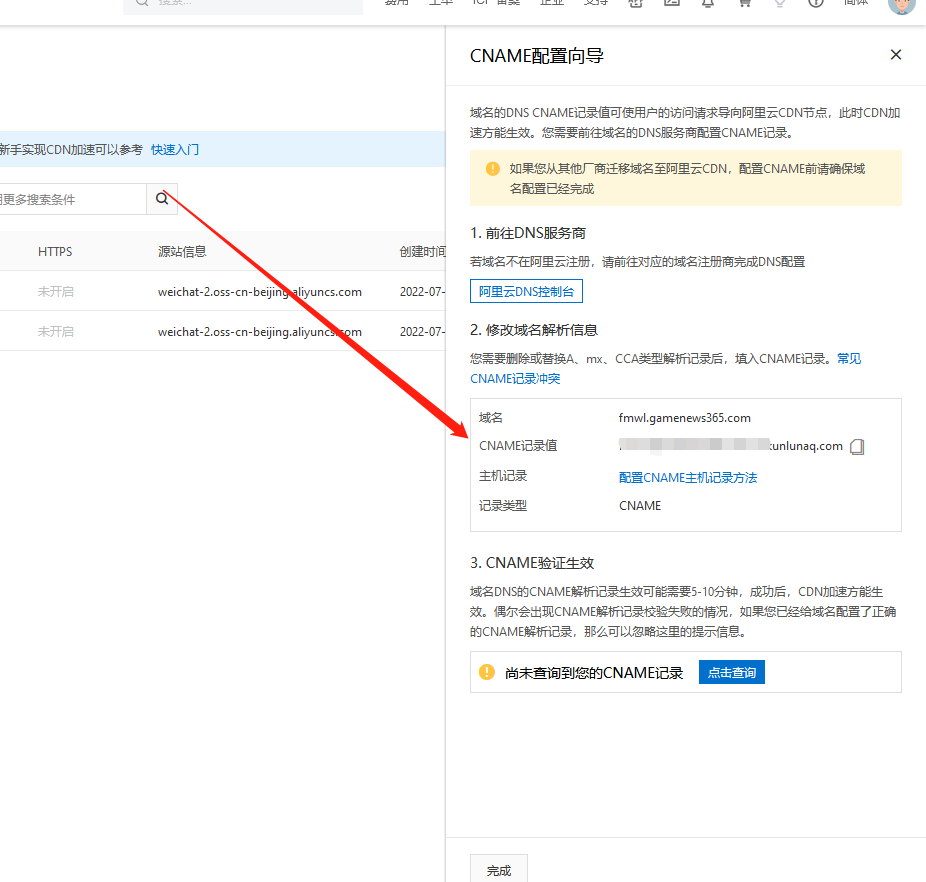 搜索...
费用 工单 ICP 备案 企业 支持 简体
CNAME配置向导
域名的DNS CNAME记录值可使用户的访问请求导向阿里云CDN节点，此时CDN加
速方能生效。您需要前往域名的DNS服务商配置CNAME记录。
如果您从其他厂商迁移域名至阿里云CDN，配置CNAME前请确保域
名配置已经完成
新手实现CDN加速可以参考 快速入门
更多搜索条件
HTTPS 源站信息 创建时间
未开启 weichat-2.oss-cn-beijing.aliyuncs.com 2022-07-
未开启 weichat-2.oss-cn-beijing.aliyuncs.com 2022-07-
1. 前往DNS服务商
若域名不在阿里云注册，请前往对应的域名注册商完成DNS配置
阿里云DNS控制台
2. 修改域名解析信息
您需要删除或替换A、mx、CCA类型解析记录后，填入CNAME记录。常见
CNAME记录冲突
域名 fmwl.gamenews365.com
CNAME记录值 kunlunaq.com
主机记录 配置CNAME主机记录方法
记录类型 CNAME
3. CNAME验证生效
域名DNS的CNAME解析记录生效可能需要5-10分钟，成功后，CDN加速方能生
效。偶尔会出现CNAME解析记录校验失败的情况，如果您已经给域名配置了正确
的CNAME解析记录，那么可以忽略这里的提示信息。
尚未查询到您的CNAME记录 点击查询
完成